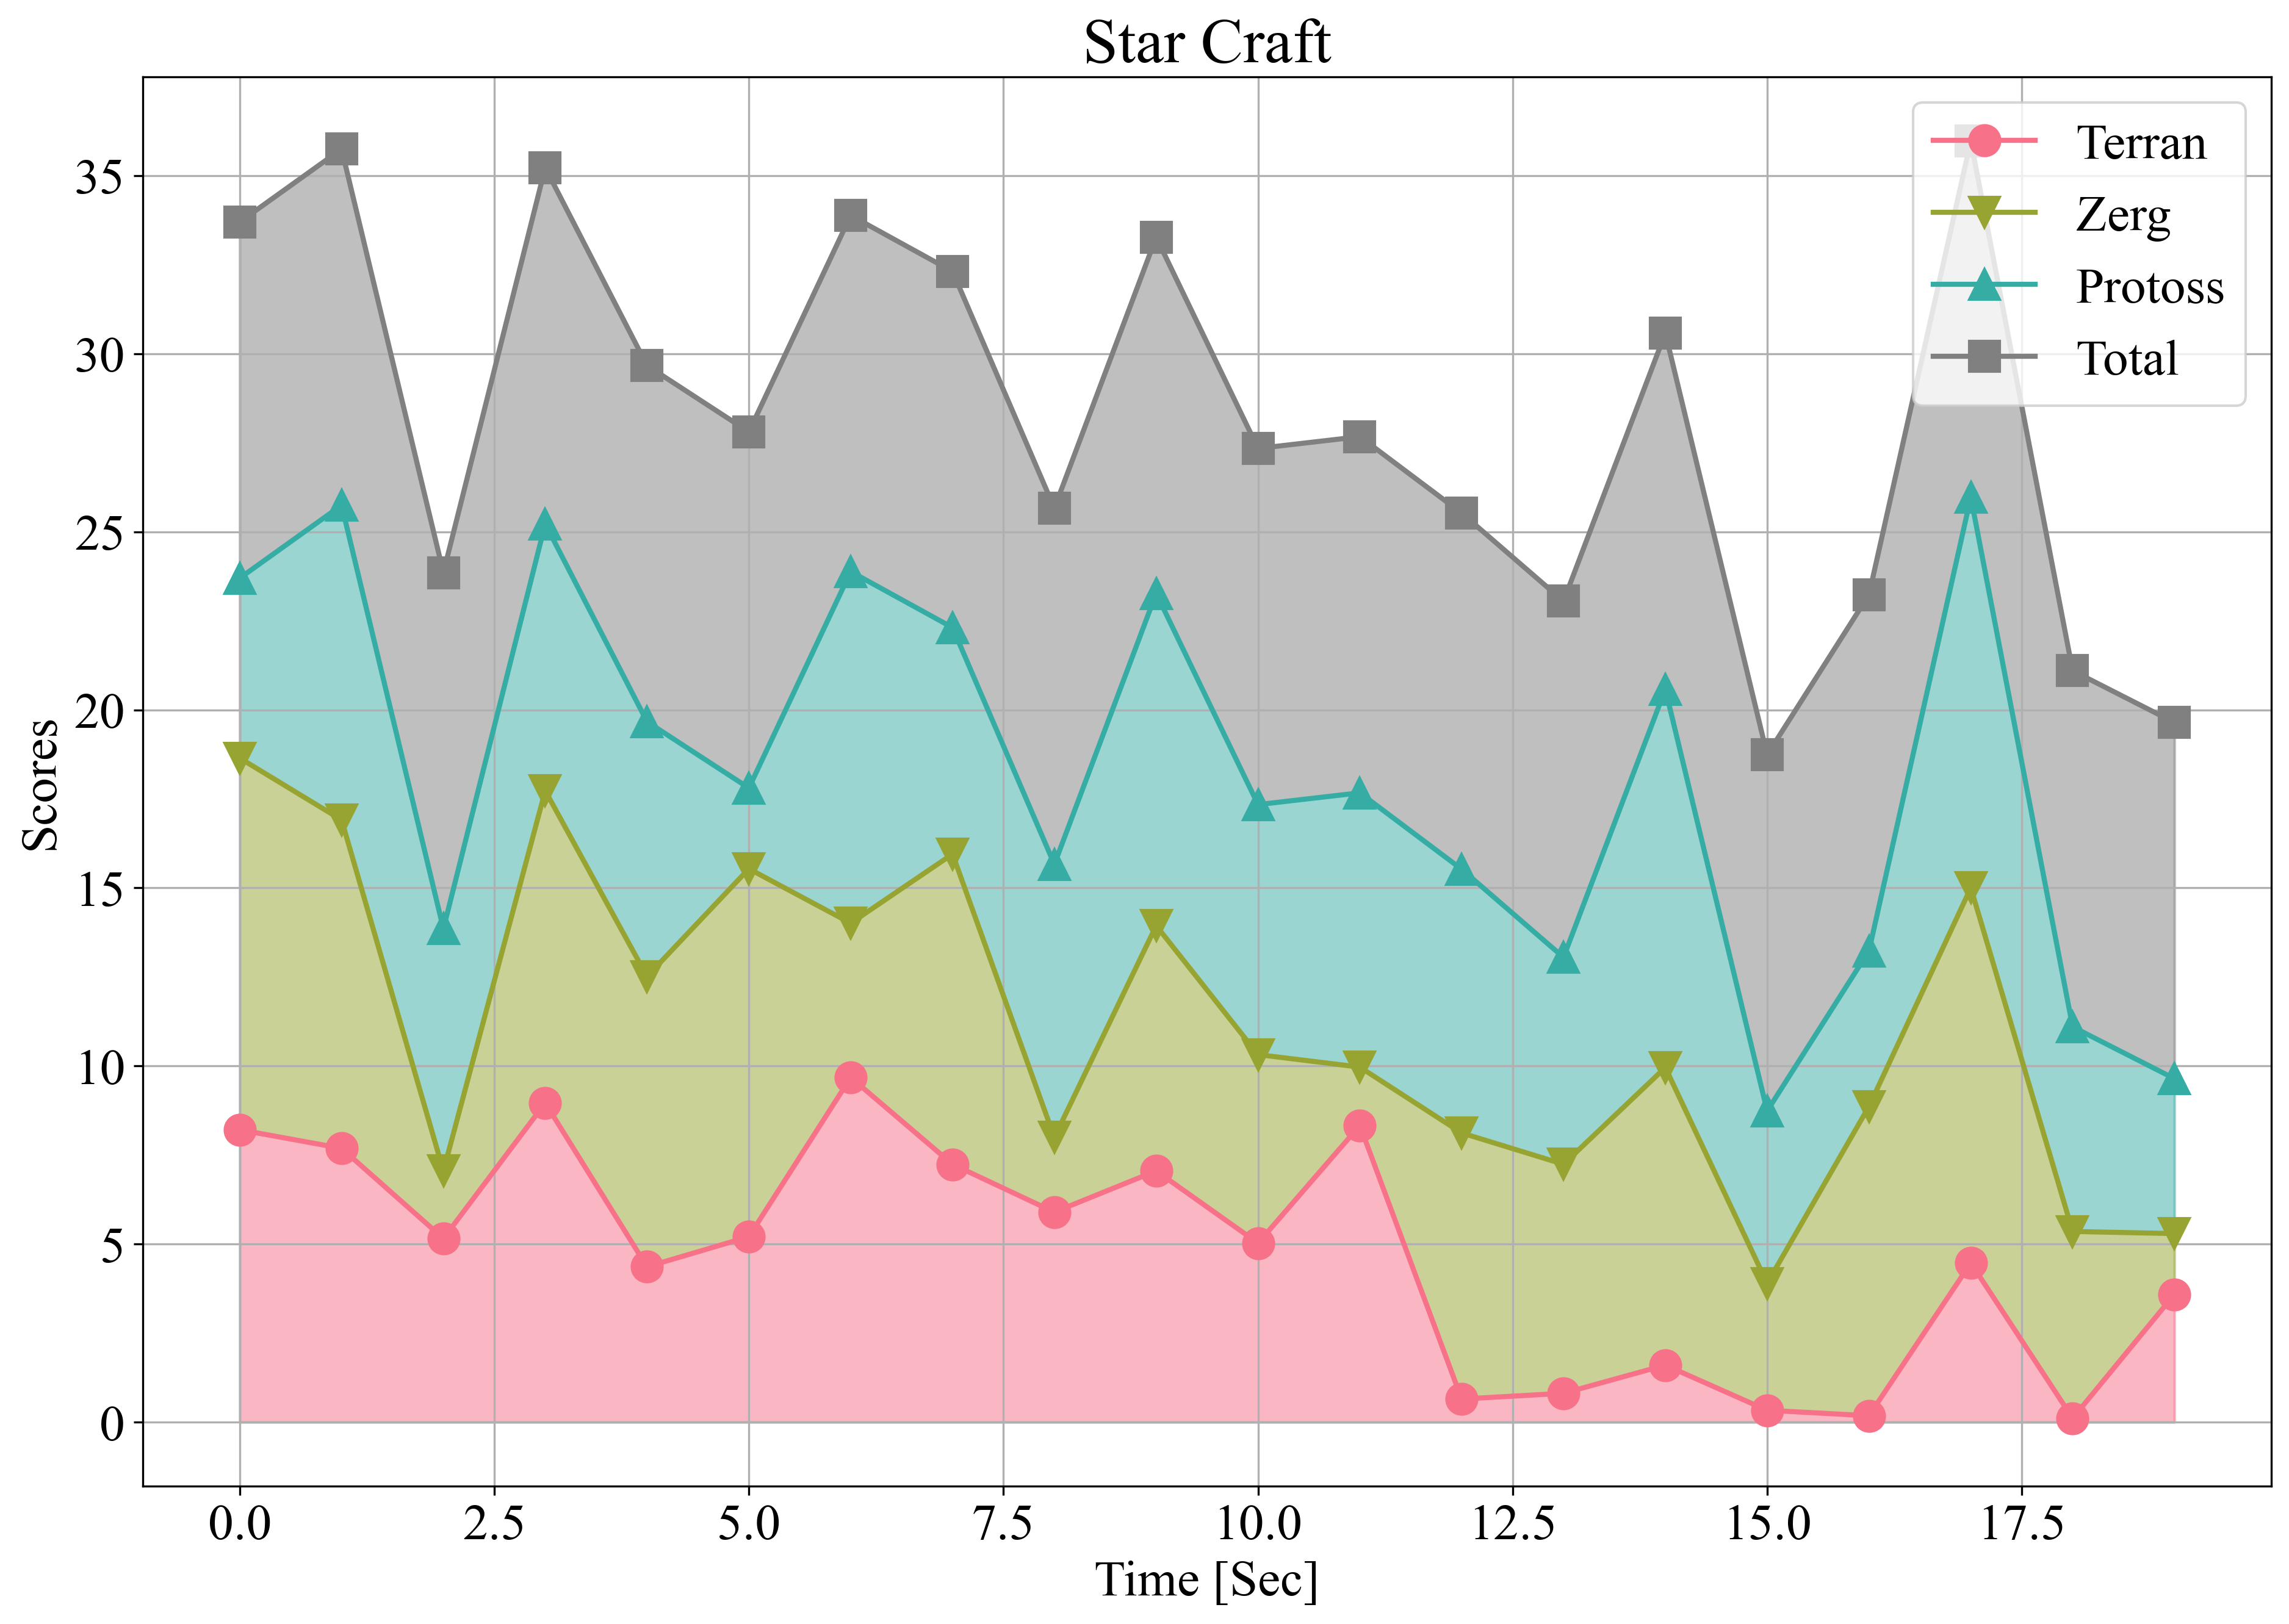 Star Craft
Terran
Zerg
Protoss
Total
Scores
35
30
25
20
15
10
5
0
0.0 2.5 5.0 7.5 10.0 12.5 15.0 17.5
Time [Sec]